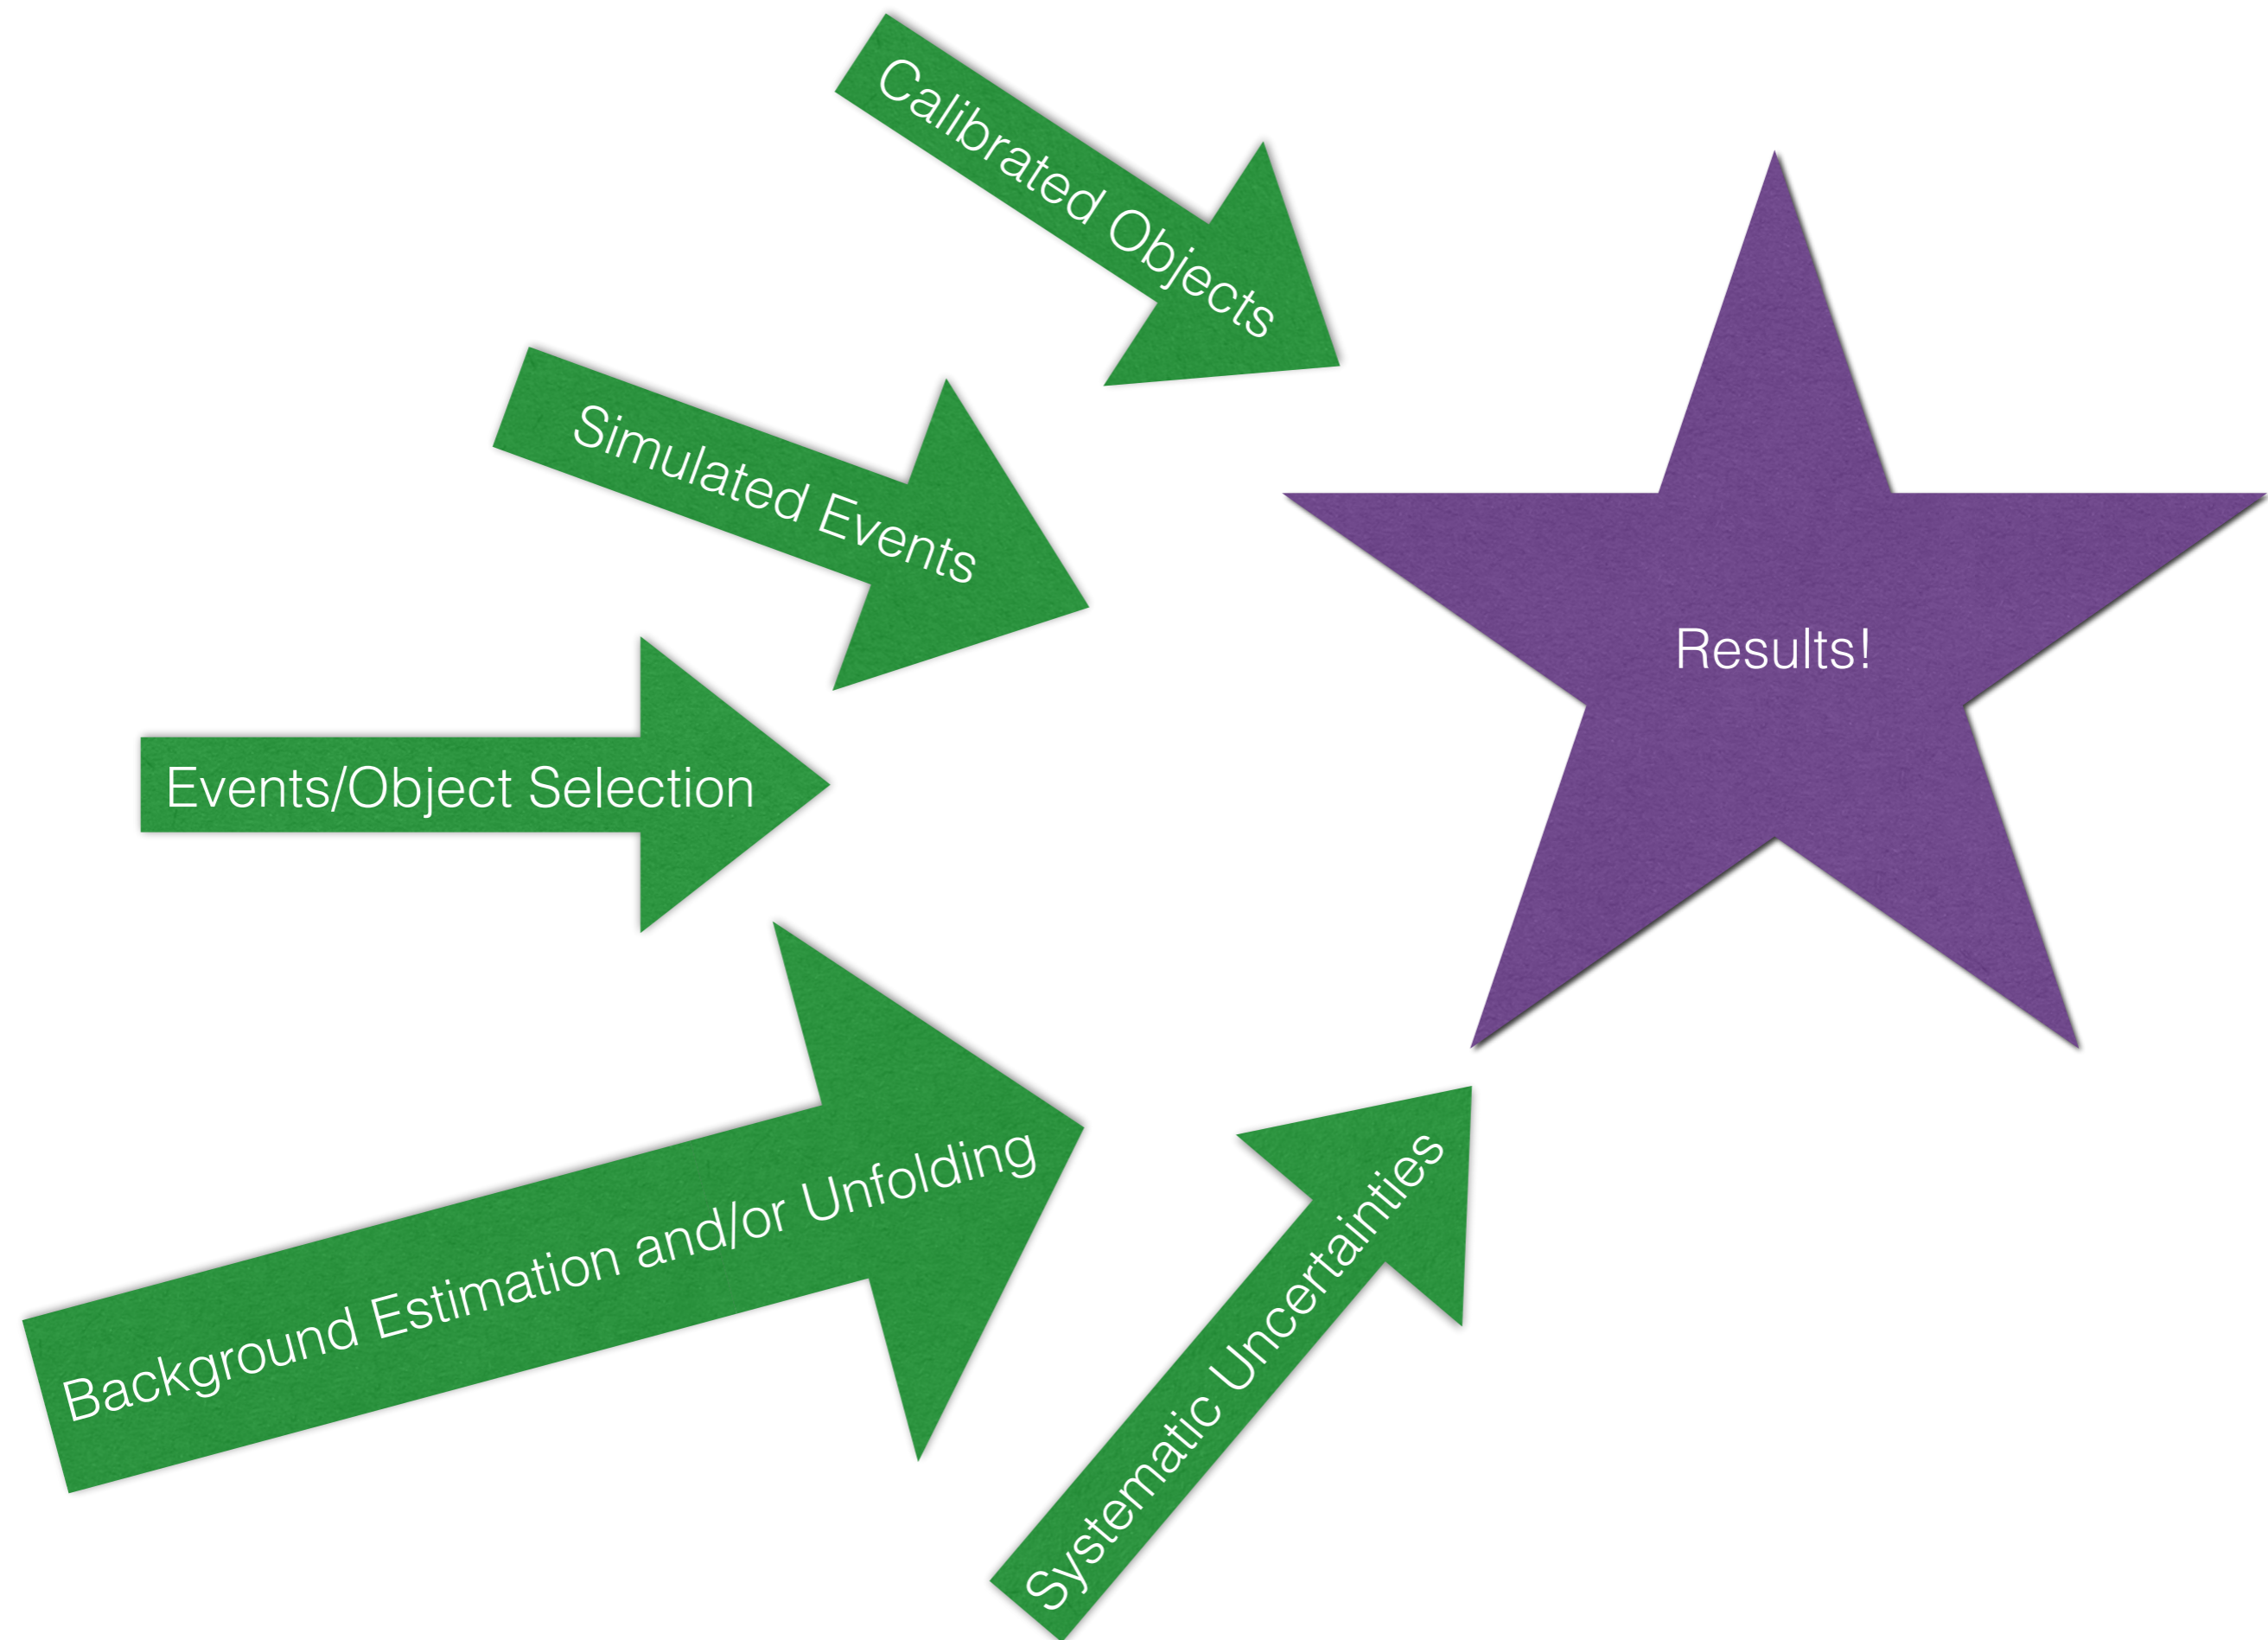 Calibrated Objects
Simulated Events
Results!
Events/Object Selection
Background Estimation and/or Unfolding
Systematic Uncertainties